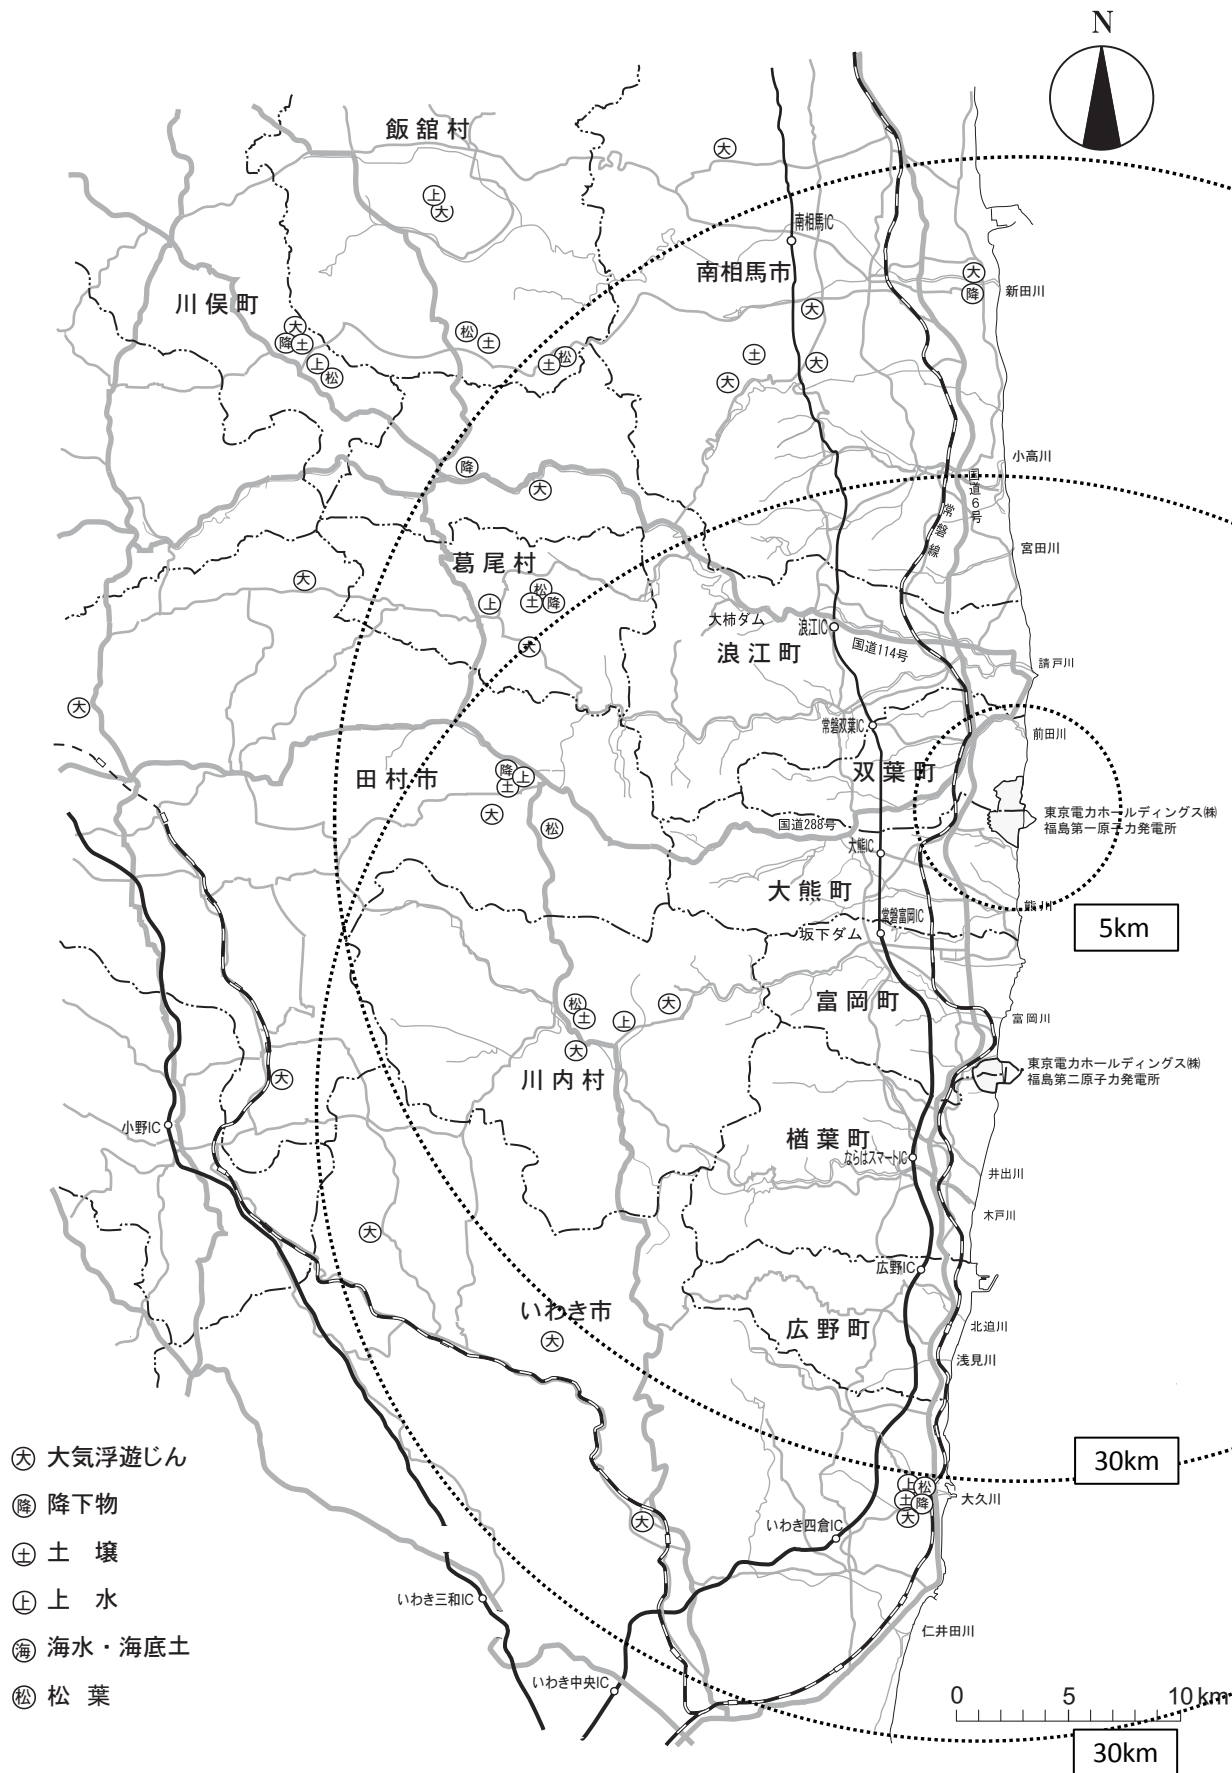 N
飯舘村
大
上
大
南相馬IC
南相馬市
大
降
新田川
川俣町
大
大
降
土
上
松
松
土
土
松
土
大
大
小高川
降
大
国道6号
常磐線
宮田川
葛尾村
大
松
上
土
降
大柿ダム
浪江IC
国道114号
大
浪江町
請戸川
大
常磐双葉IC
前田川
双葉町
田村市
降
上
土
大
松
国道288号
東京電力ホールディングス㈱
福島第一原子力発電所
大熊IC
大熊町
熊川
常磐富岡IC
坂下ダム
5km
富岡町
松
土
上
大
大
富岡川
東京電力ホールディングス㈱
福島第二原子力発電所
川内村
大
小野IC
楢葉町
ならはスマートIC
井出川
木戸川
大
広野IC
いわき市
大
広野町
北迫川
浅見川
30km
上
松
土
降
大
大久川
大
いわき四倉IC
いわき三和IC
仁井田川
いわき中央IC
大 大気浮遊じん
降 降下物
土 土 壌
上 上 水
海 海水・海底土
松 松 葉
0 5 10km
30km